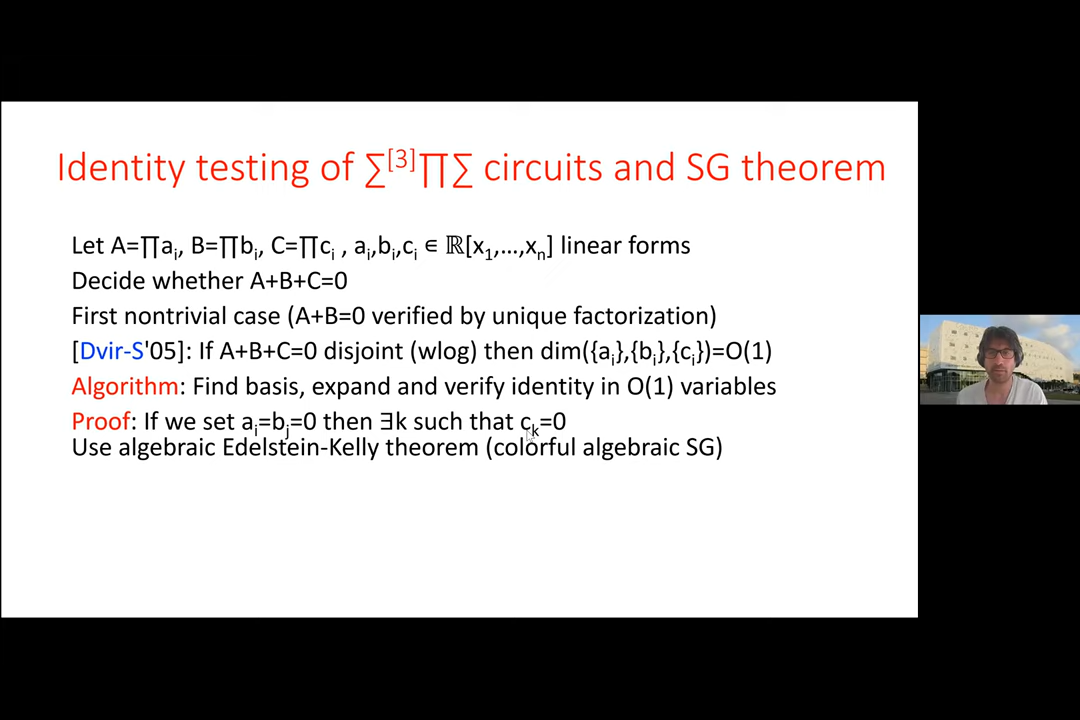 Identity testing of ∑[3]∏∑ circuits and SG theorem
Let A=∏ai, B=∏bi, C=∏ci , ai,bi,ci ∈ ℝ[x1,…,xn] linear forms
Decide whether A+B+C=0
First nontrivial case (A+B=0 verified by unique factorization)
[Dvir-S'05]: If A+B+C=0 disjoint (wlog) then dim({ai},{bi},{ci})=O(1)
Algorithm: Find basis, expand and verify identity in O(1) variables
Proof: If we set ai=bj=0 then ∃k such that ck=0
Use algebraic Edelstein-Kelly theorem (colorful algebraic SG)